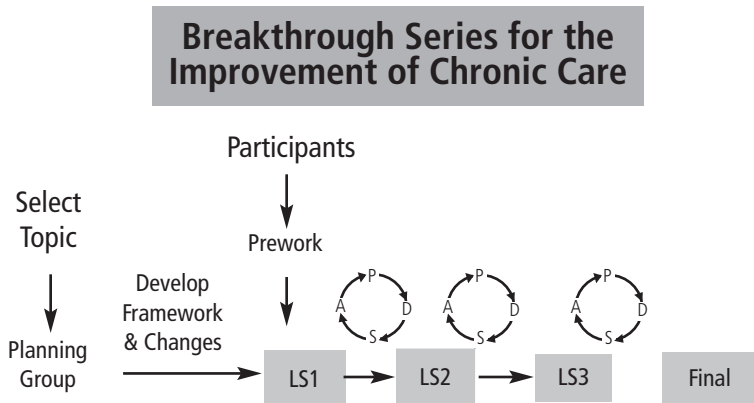 Breakthrough Series for the
Improvement of Chronic Care
Participants
Select
Topic
Prework
Develop
Framework
& Changes
P
A
D
S
P
A
D
S
P
A
D
S
Planning
Group
LS1
LS2
LS3
Final